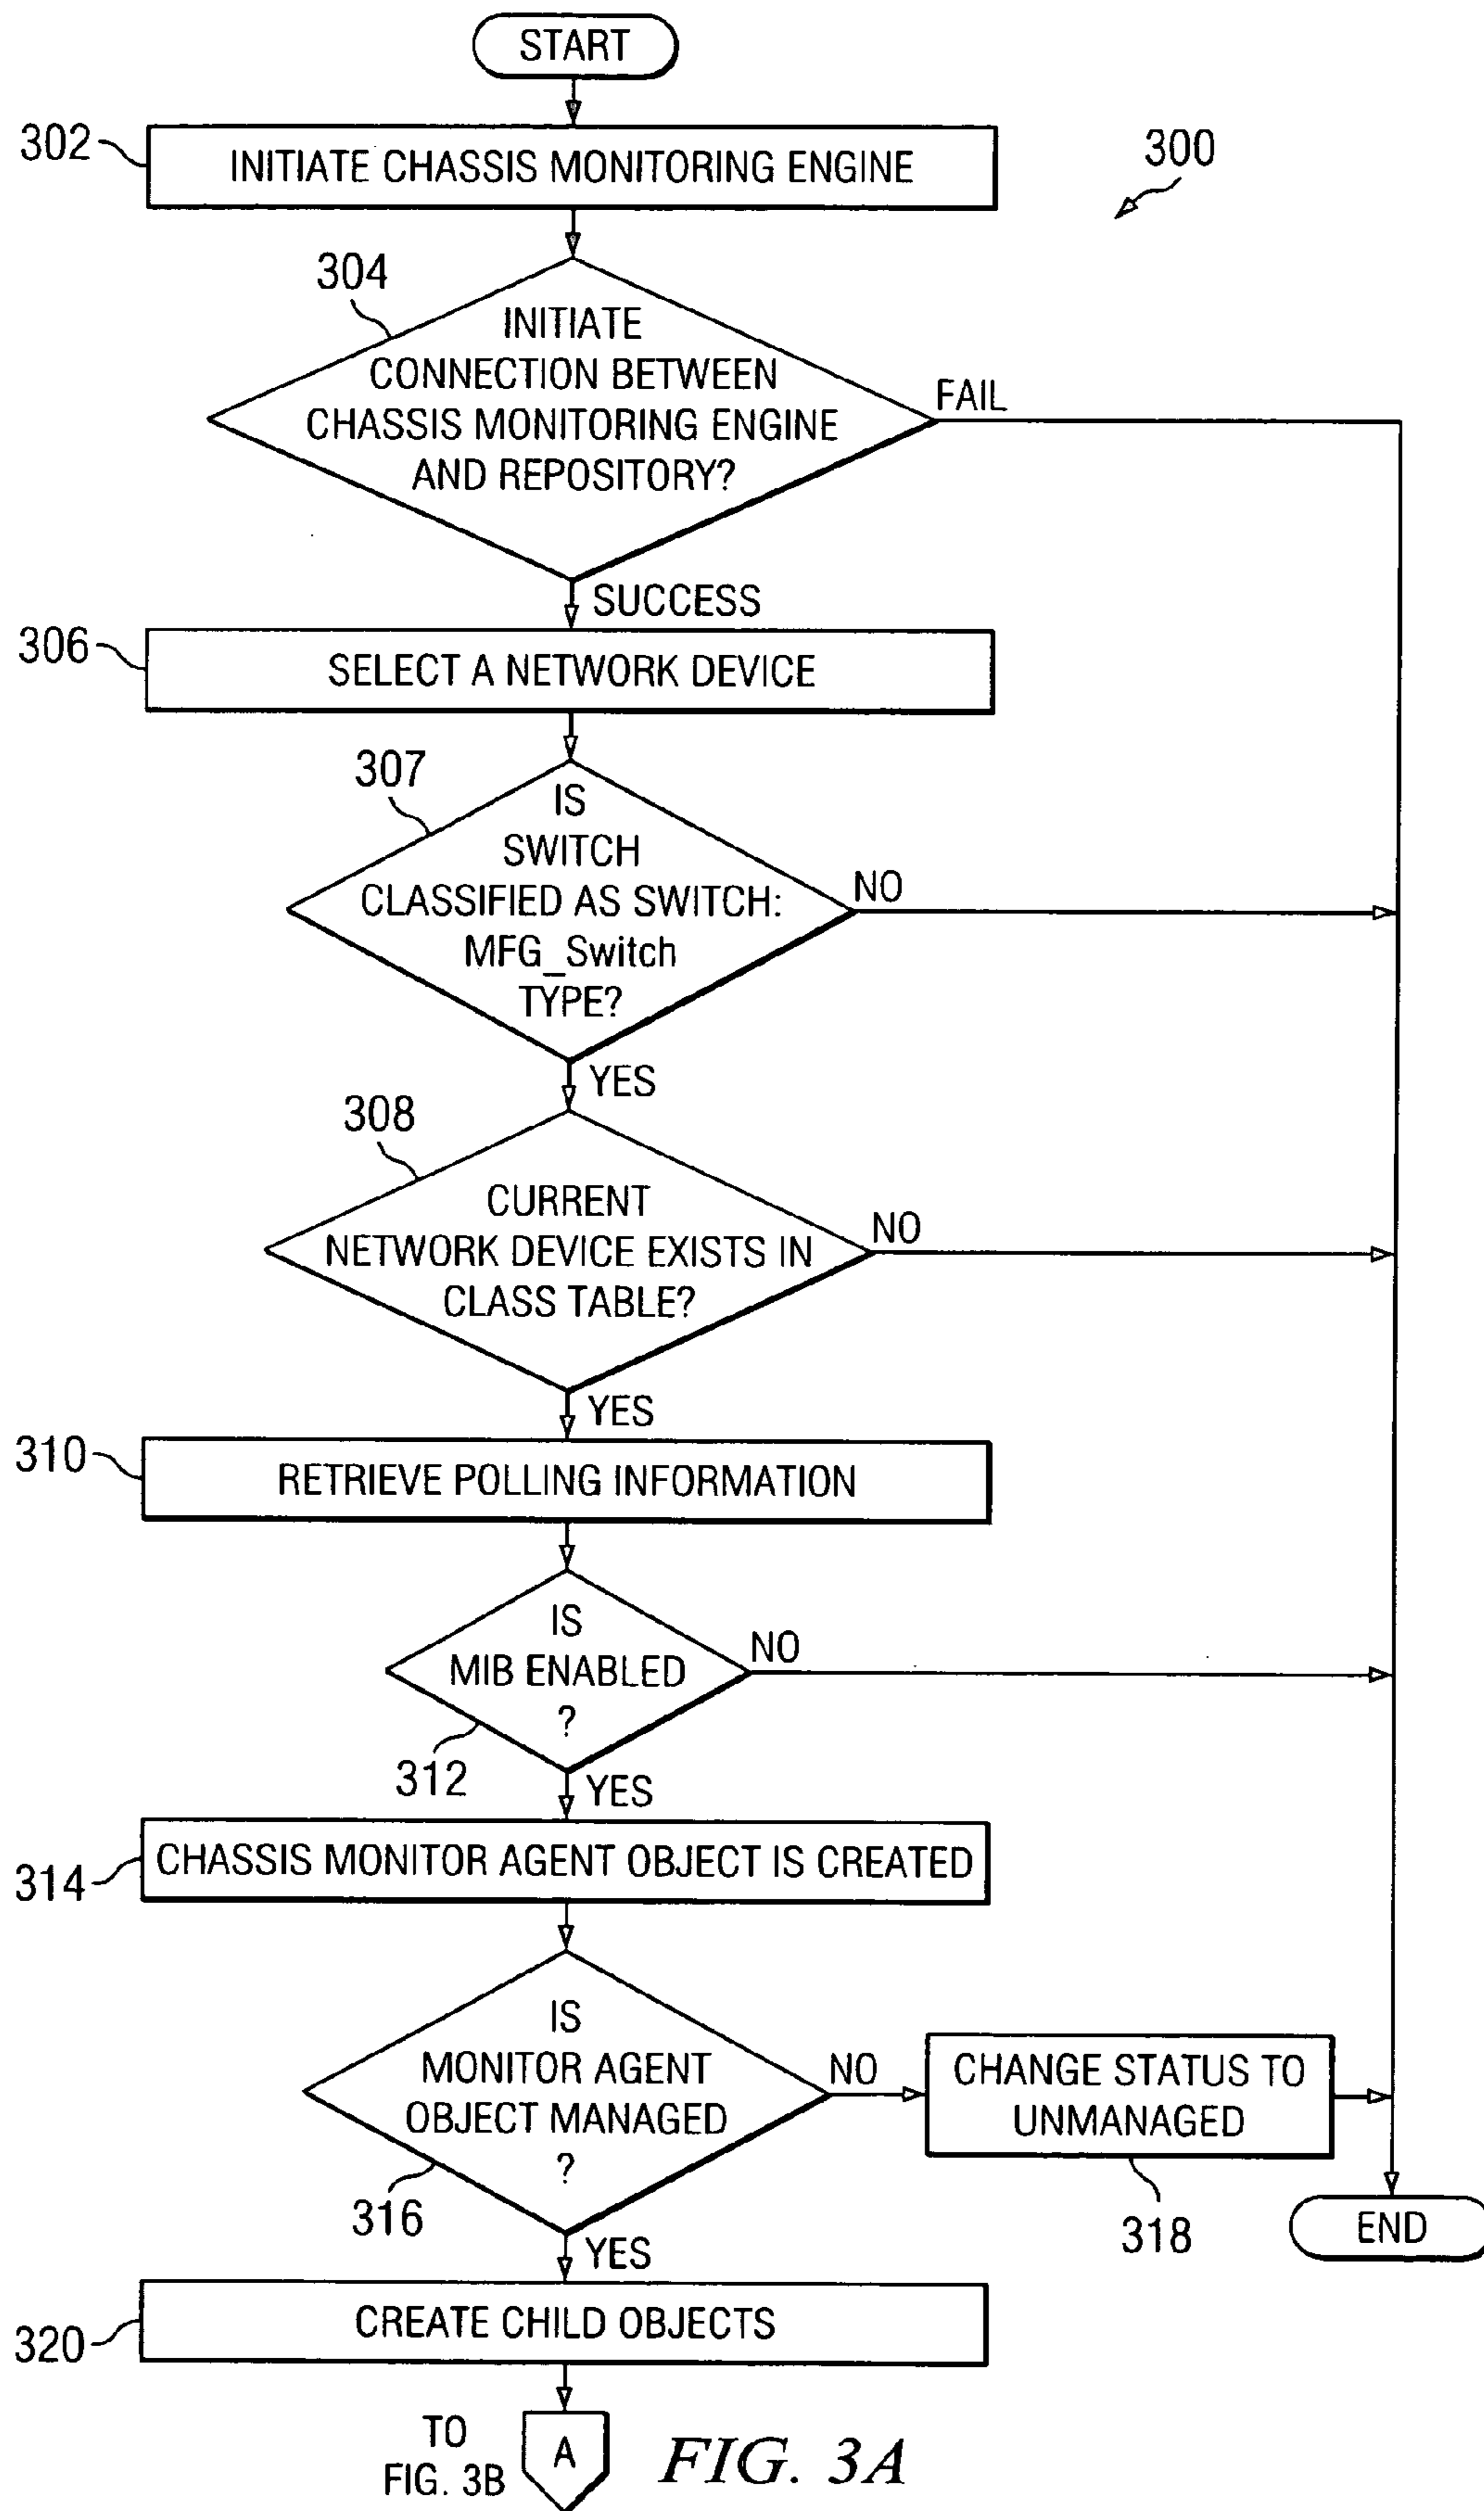 START
302
INITIATE CHASSIS MONITORING ENGINE
300
304
INITIATE
CONNECTION BETWEEN
CHASSIS MONITORING ENGINE
AND REPOSITORY?
FAIL
SUCCESS
306
SELECT A NETWORK DEVICE
307
IS
SWITCH
CLASSIFIED AS SWITCH:
MFG_Switch
TYPE?
NO
YES
308
CURRENT
NETWORK DEVICE EXISTS IN
CLASS TABLE?
NO
YES
310
RETRIEVE POLLING INFORMATION
IS
MIB ENABLED
?
NO
312
YES
314
CHASSIS MONITOR AGENT OBJECT IS CREATED
IS
MONITOR AGENT
OBJECT MANAGED
?
NO
CHANGE STATUS TO
UNMANAGED
316
318
END
YES
320
CREATE CHILD OBJECTS
TO
FIG. 3B
A
FIG. 3A